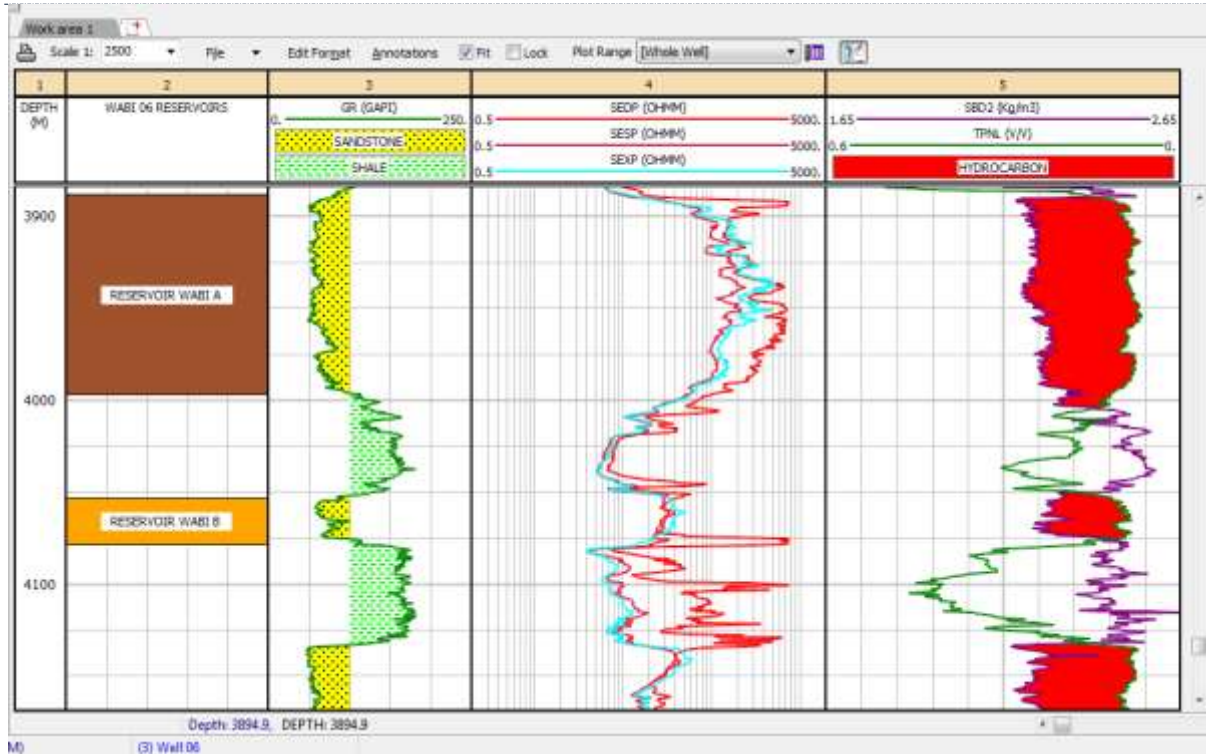 Work area 1
Scale 1: 2500 File Edit Format Annotations Fit Lock Plot Range [Whole Well]
1 2 3 4 5
DEPTH (M) WABI 06 RESERVOIRS GR (GAPI) SEDP (OHMM) SBD2 (Kg/m3)
0. 250. 0.5 5000. 1.65 2.65
SANDSTONE SESP (OHMM) TPNL (V/V)
0.5 5000. 0.6 0.
SHALE SEXP (OHMM) HYDROCARBON
0.5 5000.
3900
RESERVOIR WABI A
4000
RESERVOIR WABI B
4100
Depth: 3894.9, DEPTH: 3894.9
M) (3) Well 06